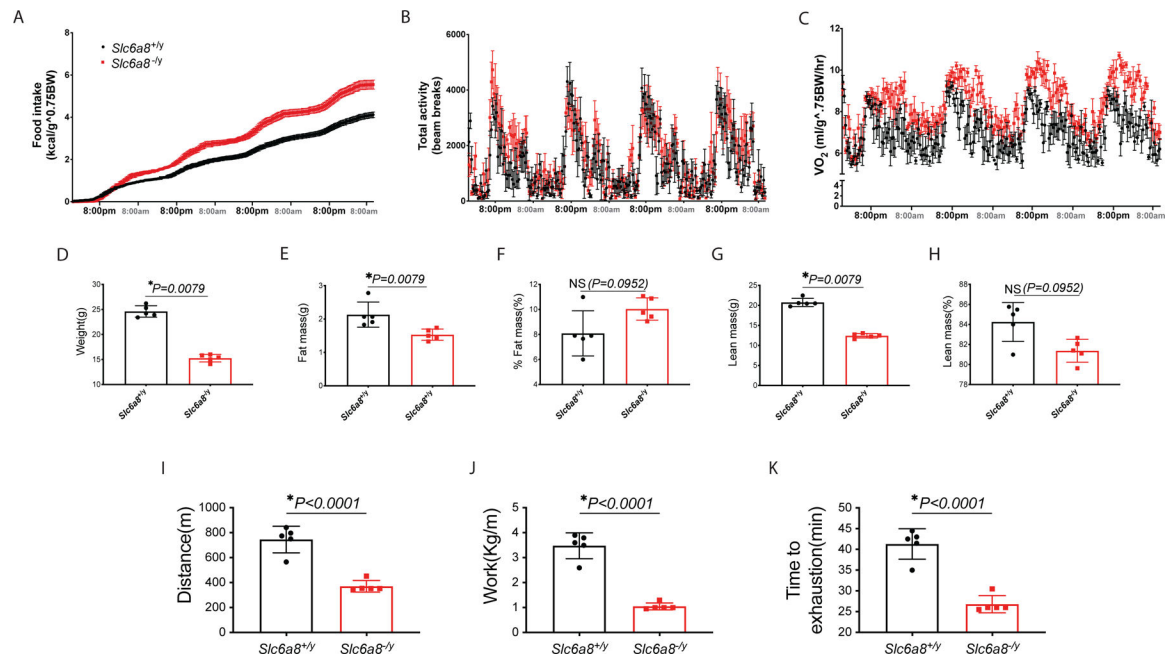 A
Food intake
(kcal/g^0.75BW)
8
6
4
2
0
Slc6a8+/y
Slc6a8-/y
8:00pm 8:00am 8:00pm 8:00am 8:00pm 8:00am 8:00pm 8:00am
B
Total activity
(beam breaks)
6000
4000
2000
0
8:00pm 8:00am 8:00pm 8:00am 8:00pm 8:00am 8:00pm 8:00am
C
VO2 (ml/g^.75BW/hr)
12
10
8
6
4
2
0
8:00pm 8:00am 8:00pm 8:00am 8:00pm 8:00am 8:00pm 8:00am
D
Weight(g)
30
25
20
15
10
*P=0.0079
Slc6a8+/y
Slc6a8-/y
E
Fat mass(g)
3
2
1
0
*P=0.0079
Slc6a8+/y
Slc6a8+/y
F
% Fat mass(%)
12
10
8
6
4
NS (P=0.0952)
Slc6a8+/y
Slc6a8-/y
G
Lean mass(g)
25
20
15
10
5
0
*P=0.0079
Slc6a8+/y
Slc6a8-/y
H
Lean mass(%)
88
86
84
82
80
78
NS (P=0.0952)
Slc6a8+/y
Slc6a8-/y
I
Distance(m)
1000
800
600
400
200
0
*P<0.0001
Slc6a8+/y
Slc6a8-/y
J
Work(Kg/m)
5
4
3
2
1
0
*P<0.0001
Slc6a8+/y
Slc6a8-/y
K
Time to
exhaustion(min)
50
45
40
35
30
25
20
*P<0.0001
Slc6a8+/y
Slc6a8-/y